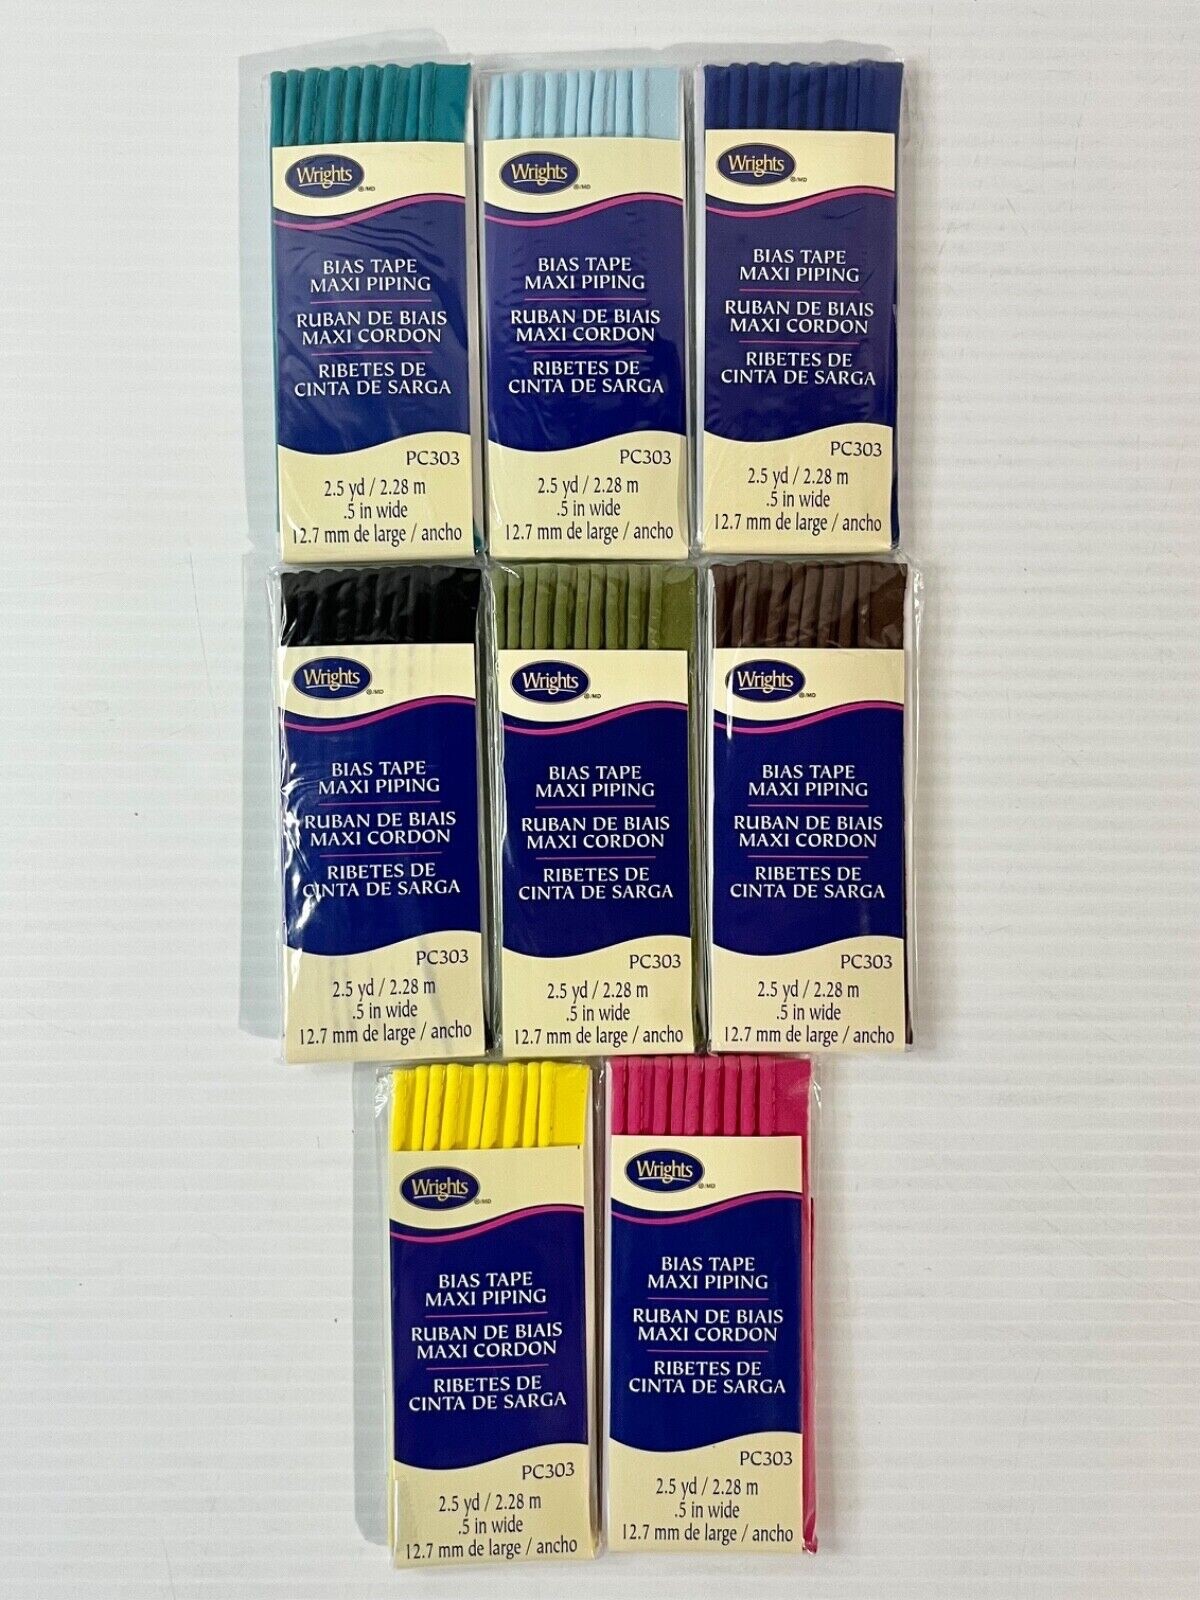 Wrights
®/MD
BIAS TAPE
MAXI PIPING
RUBAN DE BIAIS
MAXI CORDON
RIBETES DE
CINTA DE SARGA
PC303
2.5 yd / 2.28 m
.5 in wide
12.7 mm de large / ancho
Wrights
®/MD
BIAS TAPE
MAXI PIPING
RUBAN DE BIAIS
MAXI CORDON
RIBETES DE
CINTA DE SARGA
PC303
2.5 yd / 2.28 m
.5 in wide
12.7 mm de large / ancho
Wrights
®/MD
BIAS TAPE
MAXI PIPING
RUBAN DE BIAIS
MAXI CORDON
RIBETES DE
CINTA DE SARGA
PC303
2.5 yd / 2.28 m
.5 in wide
12.7 mm de large / ancho
Wrights
®/MD
BIAS TAPE
MAXI PIPING
RUBAN DE BIAIS
MAXI CORDON
RIBETES DE
CINTA DE SARGA
PC303
2.5 yd / 2.28 m
.5 in wide
12.7 mm de large / ancho
Wrights
®/MD
BIAS TAPE
MAXI PIPING
RUBAN DE BIAIS
MAXI CORDON
RIBETES DE
CINTA DE SARGA
PC303
2.5 yd / 2.28 m
.5 in wide
12.7 mm de large / ancho
Wrights
®/MD
BIAS TAPE
MAXI PIPING
RUBAN DE BIAIS
MAXI CORDON
RIBETES DE
CINTA DE SARGA
PC303
2.5 yd / 2.28 m
.5 in wide
12.7 mm de large / ancho
Wrights
®/MD
BIAS TAPE
MAXI PIPING
RUBAN DE BIAIS
MAXI CORDON
RIBETES DE
CINTA DE SARGA
PC303
2.5 yd / 2.28 m
.5 in wide
12.7 mm de large / ancho
Wrights
®/MD
BIAS TAPE
MAXI PIPING
RUBAN DE BIAIS
MAXI CORDON
RIBETES DE
CINTA DE SARGA
PC303
2.5 yd / 2.28 m
.5 in wide
12.7 mm de large / ancho